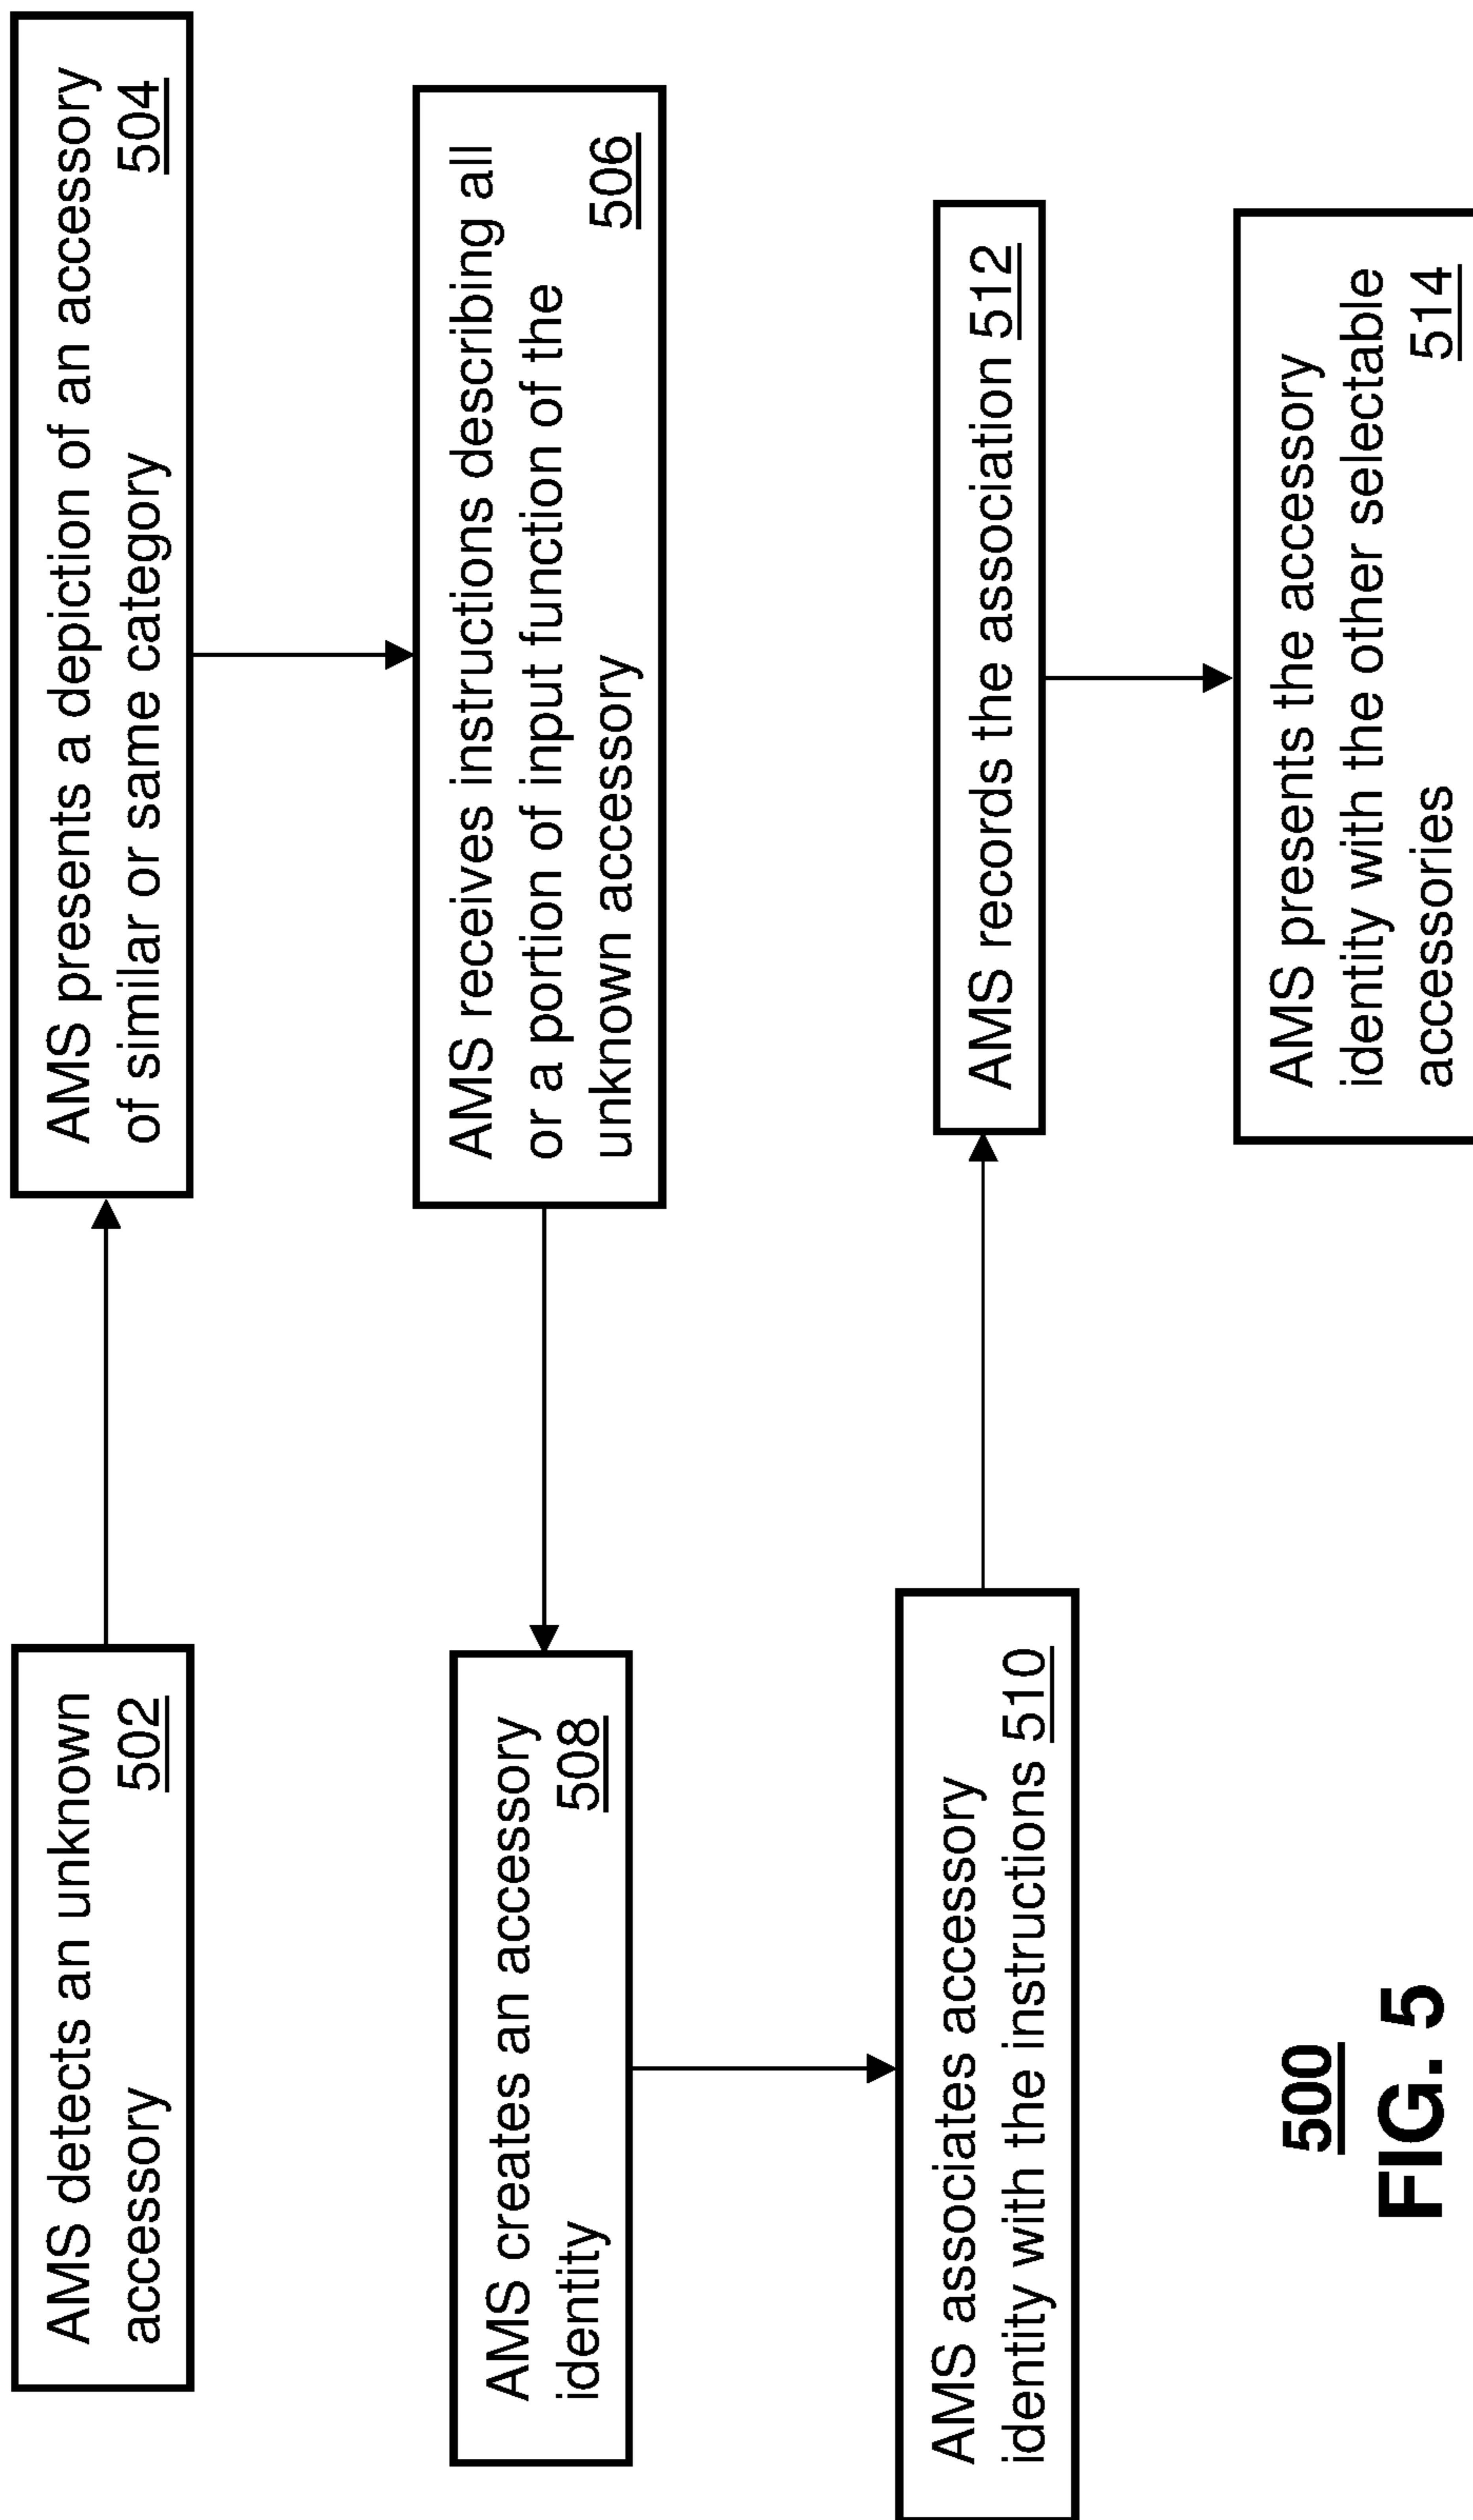 AMS detects an unknown
accessory 502
AMS presents a depiction of an accessory
of similar or same category 504
AMS receives instructions describing all
or a portion of input function of the
unknown accessory 506
AMS creates an accessory
identity 508
AMS associates accessory
identity with the instructions 510
AMS records the association 512
AMS presents the accessory
identity with the other selectable
accessories 514
500
FIG. 5